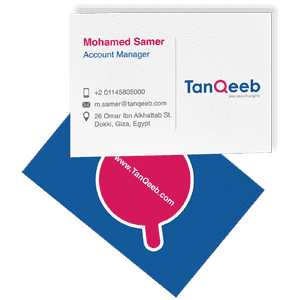 Mohamed Samer
Account Manager
+2 01145805000
m.samer@tanqeeb.com
26 Omar Ibn Alkhattab St.
Dokki, Giza, Egypt
TanQeeb
www.TanQeeb.com